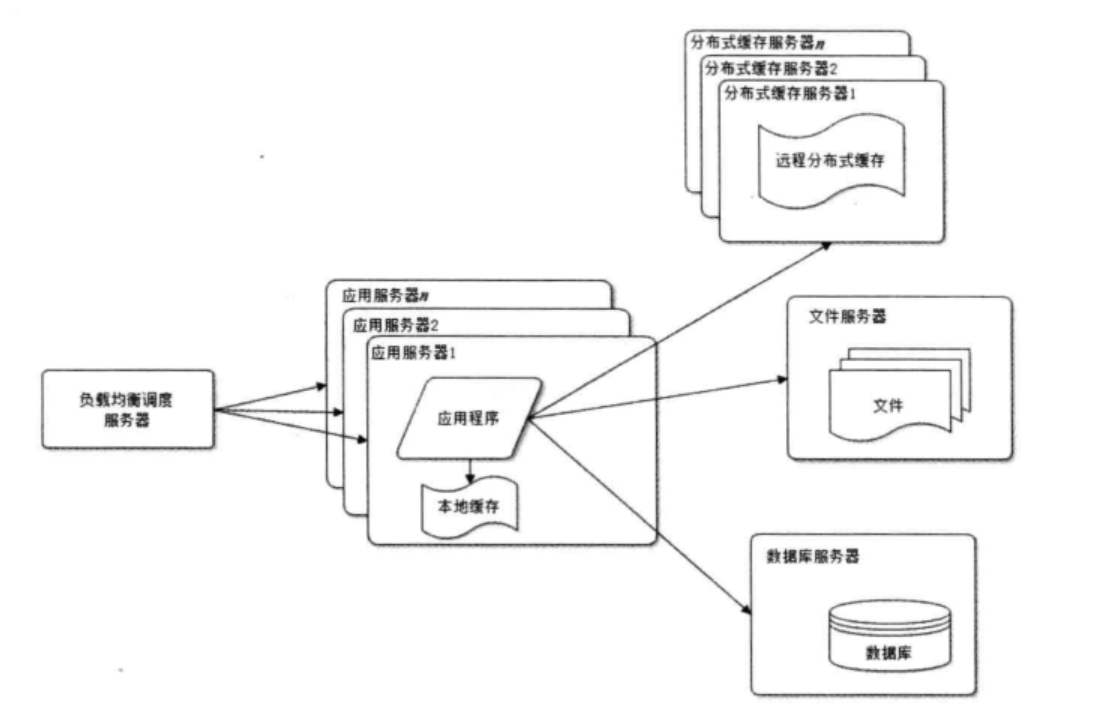 分布式缓存服务器n
分布式缓存服务器2
分布式缓存服务器1
远程分布式缓存
应用服务器n
应用服务器2
应用服务器1
文件服务器
负载均衡调度
服务器
应用程序
文件
本地缓存
数据库服务器
数据库